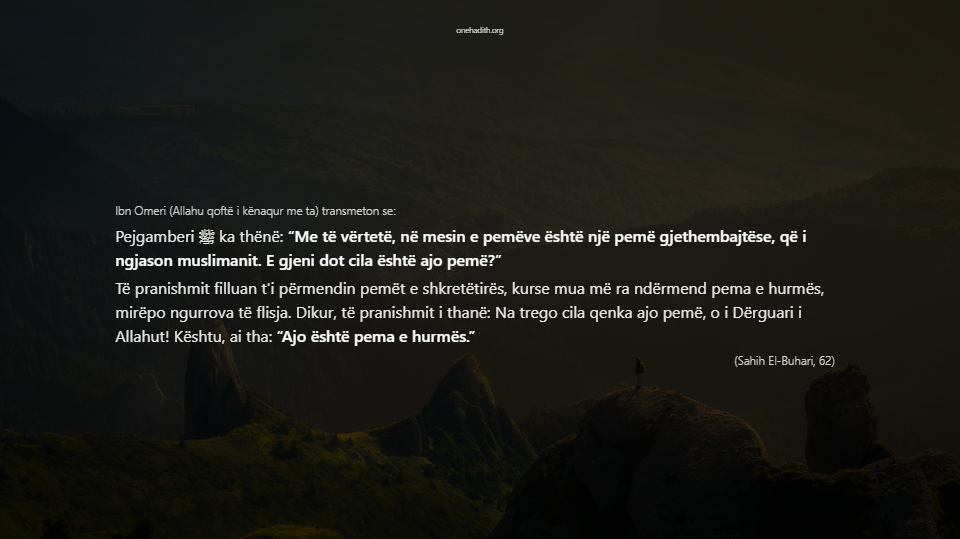 onehadith.org
Ibn Omeri (Allahu qoftë i kënaqur me ta) transmeton se:
Pejgamberi ﷺ ka thënë: “Me të vërtetë, në mesin e pemëve është një pemë gjethembajtëse, që i
ngjason muslimanit. E gjeni dot cila është ajo pemë?”
Të pranishmit filluan t'i përmendin pemët e shkretëtirës, kurse mua më ra ndërmend pema e hurmës,
mirëpo ngurrova të flisja. Dikur, të pranishmit i thanë: Na trego cila qenka ajo pemë, o i Dërguari i
Allahut! Kështu, ai tha: “Ajo është pema e hurmës.”
(Sahih El-Buhari, 62)